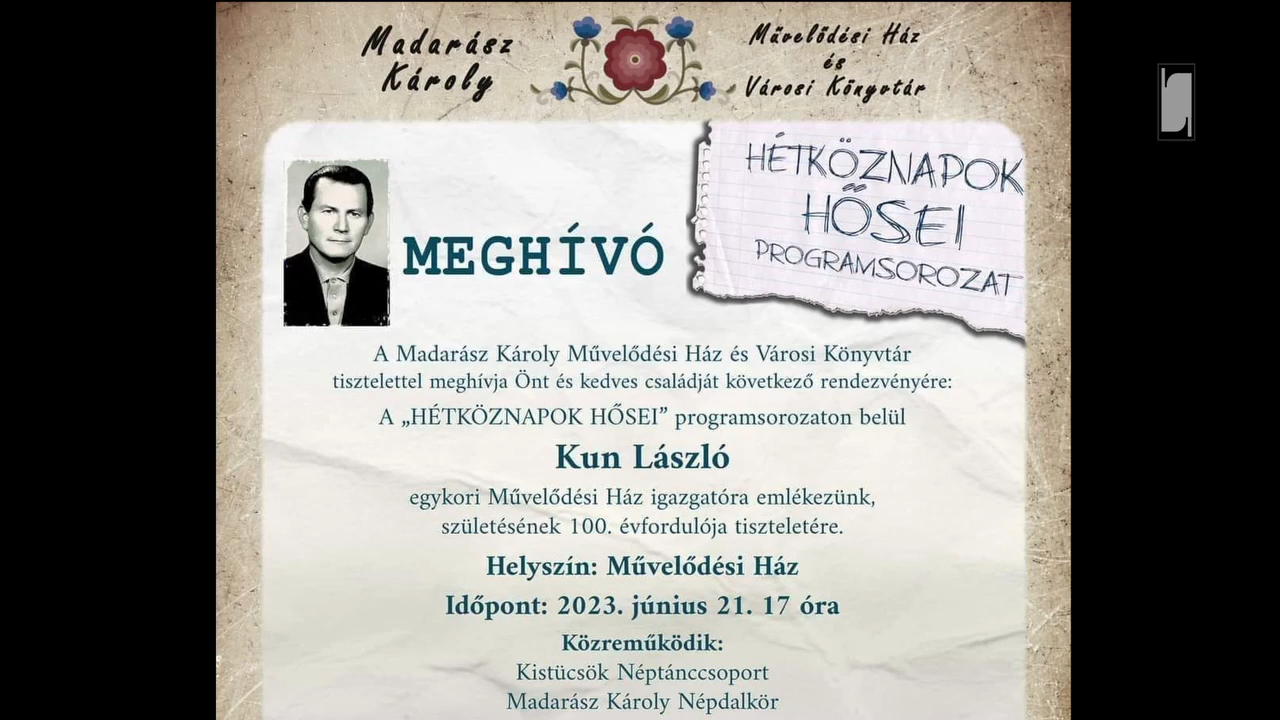 Madarász
Károly
Művelődési Ház
és
Városi Könyvtár
HÉTKÖZNAPOK
HŐSEI
PROGRAMSOROZAT
MEGHÍVÓ
A Madarász Károly Művelődési Ház és Városi Könyvtár
tisztelettel meghívja Önt és kedves családját következő rendezvényére:
A „HÉTKÖZNAPOK HŐSEI” programsorozaton belül
Kun László
egykori Művelődési Ház igazgatóra emlékezünk,
születésének 100. évfordulója tiszteletére.
Helyszín: Művelődési Ház
Időpont: 2023. június 21. 17 óra
Közreműködik:
Kistücsök Néptánccsoport
Madarász Károly Népdalkör